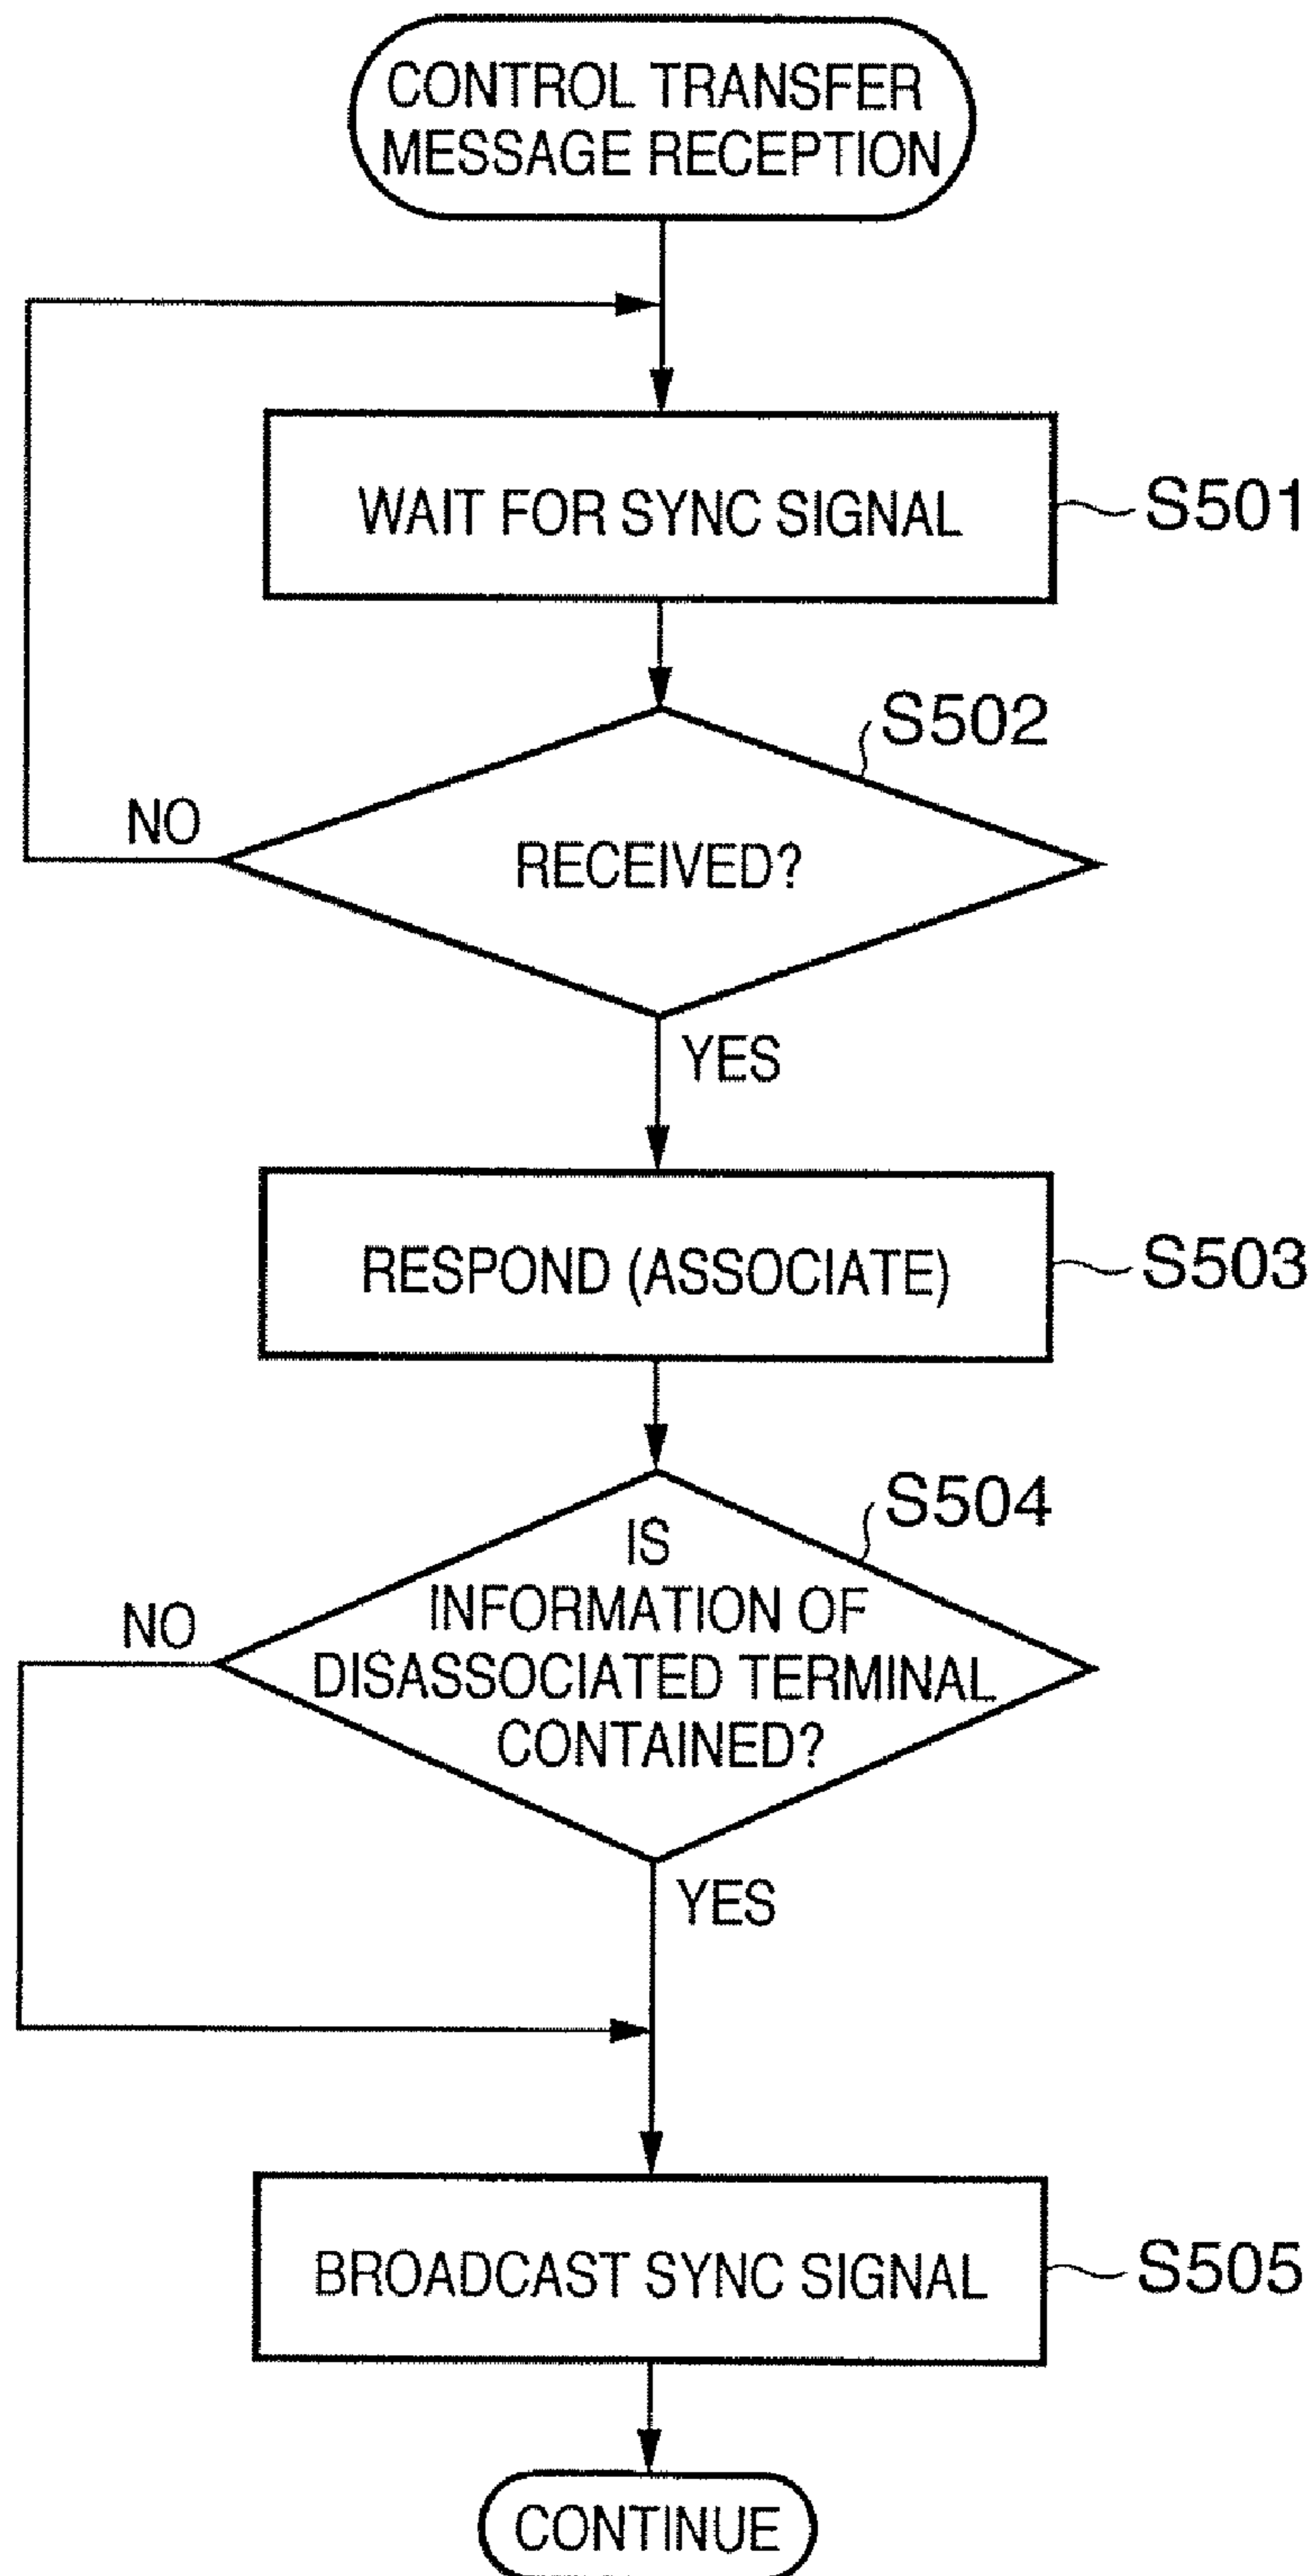 CONTROL TRANSFER
MESSAGE RECEPTION
WAIT FOR SYNC SIGNAL
S501
S502
NO
RECEIVED?
YES
RESPOND (ASSOCIATE)
S503
S504
IS
NO
INFORMATION OF
DISASSOCIATED TERMINAL
CONTAINED?
YES
BROADCAST SYNC SIGNAL
S505
CONTINUE